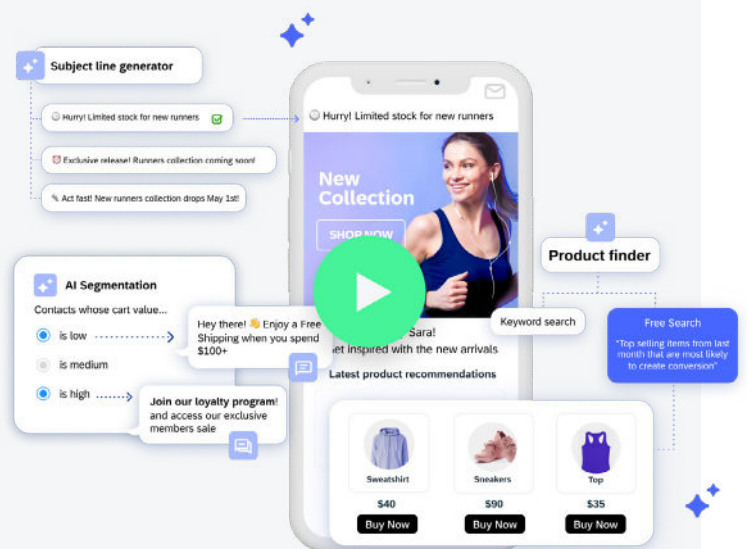 Subject line generator
Hurry! Limited stock for new runners
Exclusive release! Runners collection coming soon!
Act fast! New runners collection drops May 1st!
Hurry! Limited stock for new runners
New
Collection
SHOP NOW
AI Segmentation
Contacts whose cart value...
is low
is medium
is high
Hey there! 👋 Enjoy a Free
Shipping when you spend
$100+
Join our loyalty program!
and access our exclusive
members sale
Sara!
inspired with the new arrivals
Latest product recommendations
Product finder
Keyword search
Free Search
"Top selling items from last
month that are most likely
to create conversion"
Sweatshirt
$40
Buy Now
Sneakers
$90
Buy Now
Top
$35
Buy Now